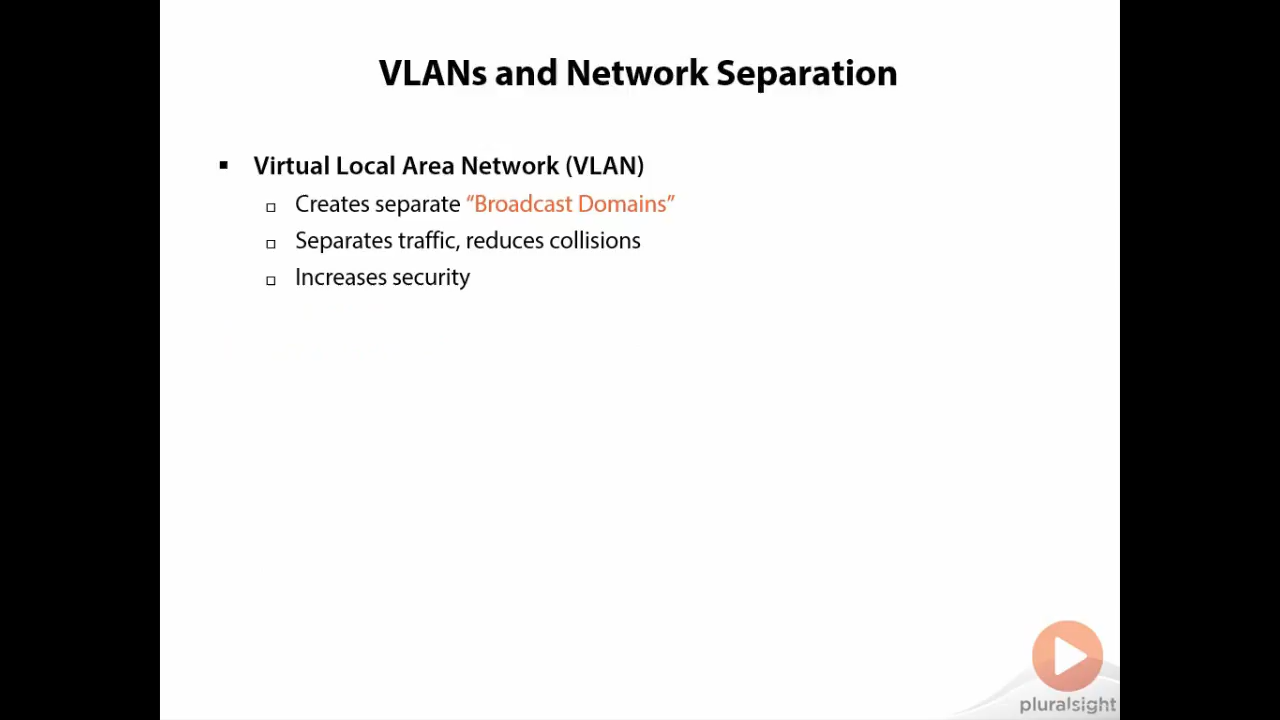 VLANs and Network Separation
▪ Virtual Local Area Network (VLAN)
▫ Creates separate “Broadcast Domains”
▫ Separates traffic, reduces collisions
▫ Increases security
pluralsight